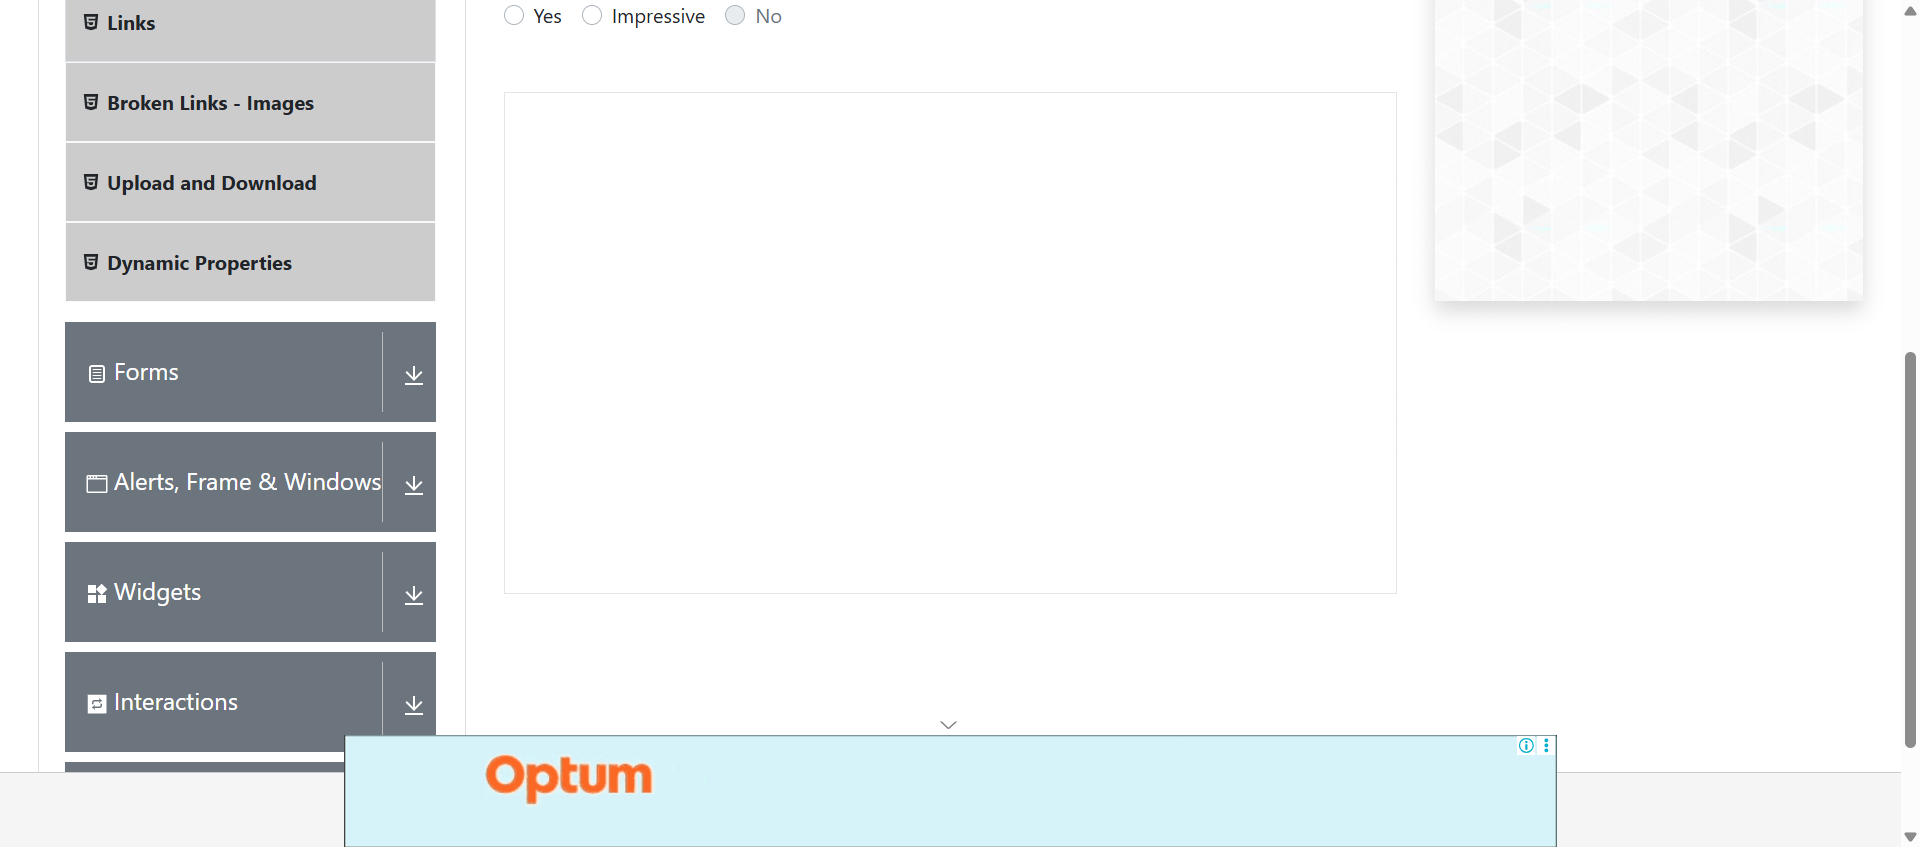 Links
Yes Impressive No
Broken Links - Images
Upload and Download
Dynamic Properties
Forms
Alerts, Frame & Windows
Widgets
Interactions
Optum